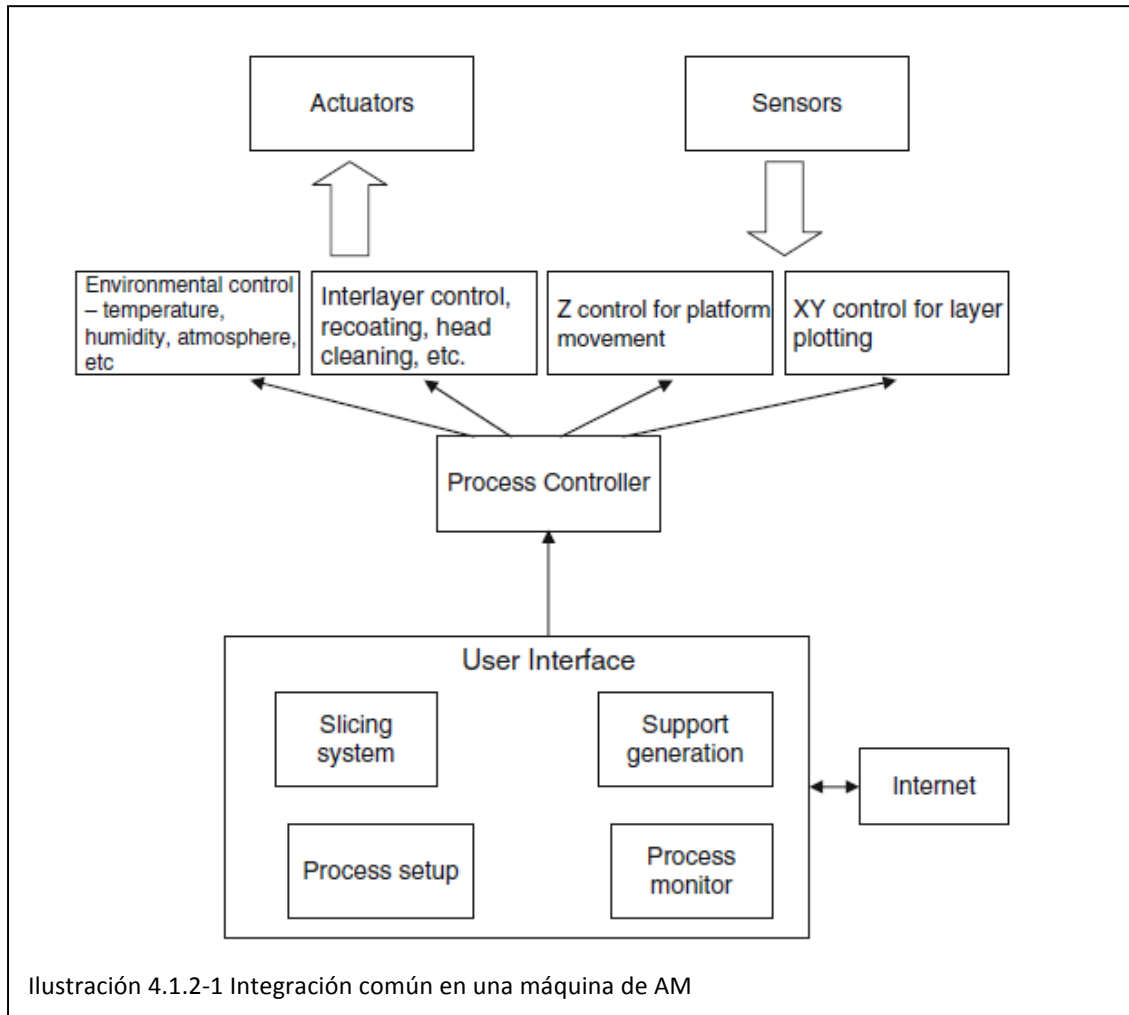 Actuators
Sensors
Environmental control
– temperature,
humidity, atmosphere,
etc
Interlayer control,
recoating, head
cleaning, etc.
Z control for platform
movement
XY control for layer
plotting
Process Controller
User Interface
Slicing
system
Support
generation
Internet
Process setup
Process
monitor
Ilustración 4.1.2-1 Integración común en una máquina de AM